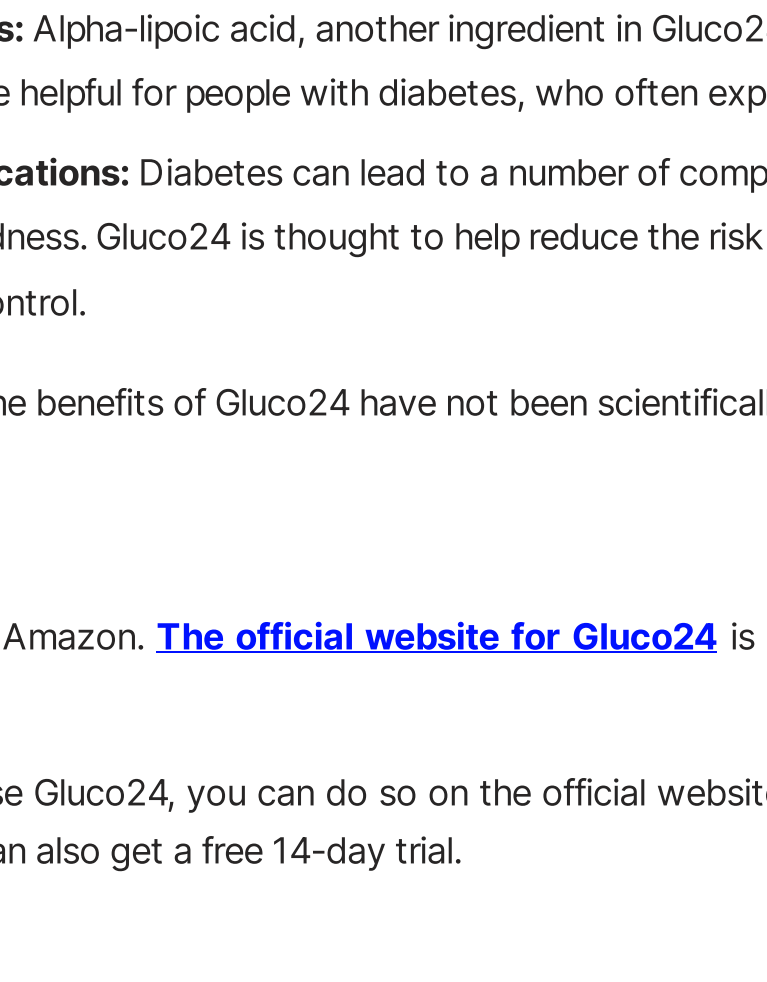 s: Alpha-lipoic acid, another ingredient in Gluco2
e helpful for people with diabetes, who often exp
cations: Diabetes can lead to a number of comp
dness. Gluco24 is thought to help reduce the risk
ontrol.
he benefits of Gluco24 have not been scientifical
Amazon. The official website for Gluco24 is
se Gluco24, you can do so on the official websit
an also get a free 14-day trial.